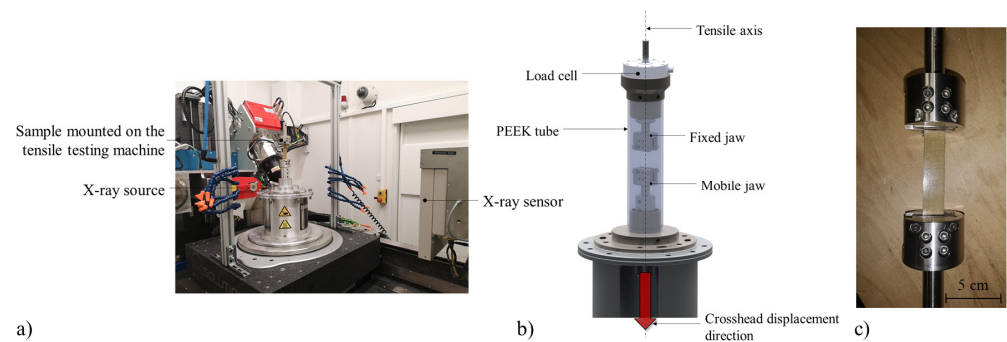 Sample mounted on the
tensile testing machine
X-ray source
X-ray sensor
a)
Tensile axis
Load cell
PEEK tube
Fixed jaw
Mobile jaw
Crosshead displacement
direction
b)
5 cm
c)